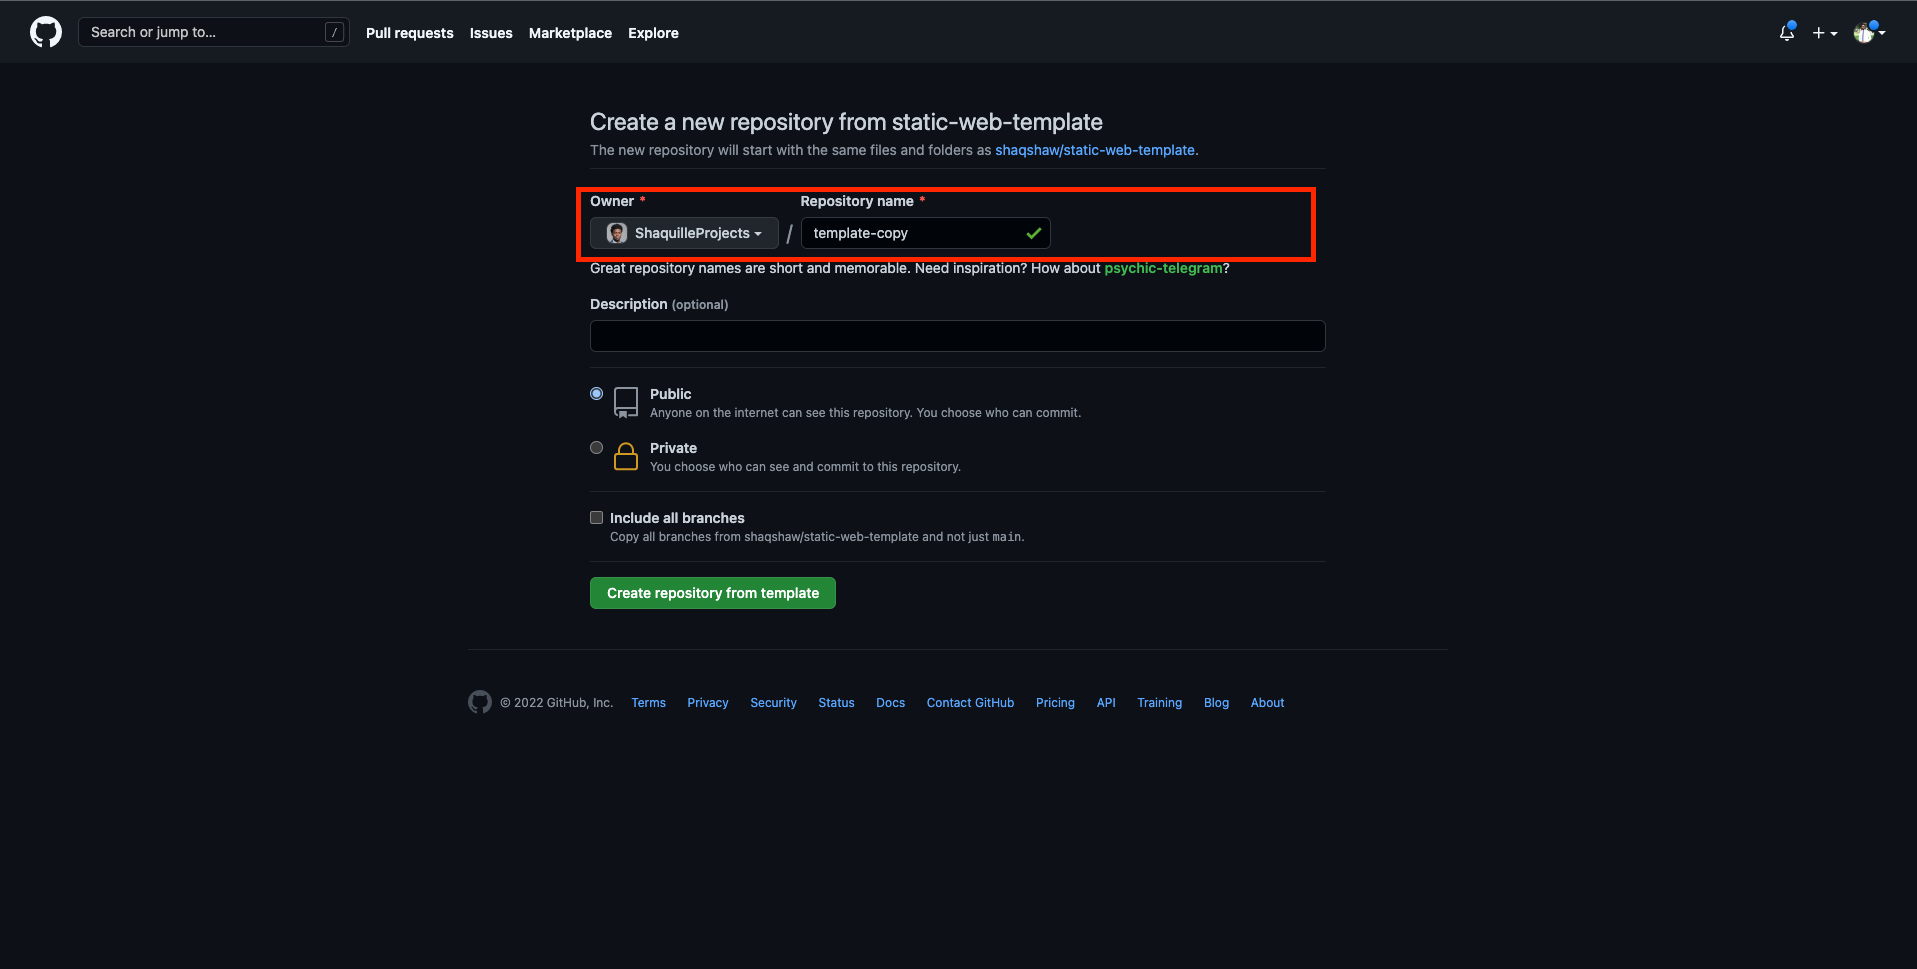 Search or jump to... /
Pull requests Issues Marketplace Explore
Create a new repository from static-web-template
The new repository will start with the same files and folders as shaqshaw/static-web-template.
Owner * Repository name *
ShaquilleProjects / template-copy
Great repository names are short and memorable. Need inspiration? How about psychic-telegram?
Description (optional)
Public
Anyone on the internet can see this repository. You choose who can commit.
Private
You choose who can see and commit to this repository.
Include all branches
Copy all branches from shaqshaw/static-web-template and not just main.
Create repository from template
© 2022 GitHub, Inc. Terms Privacy Security Status Docs Contact GitHub Pricing API Training Blog About